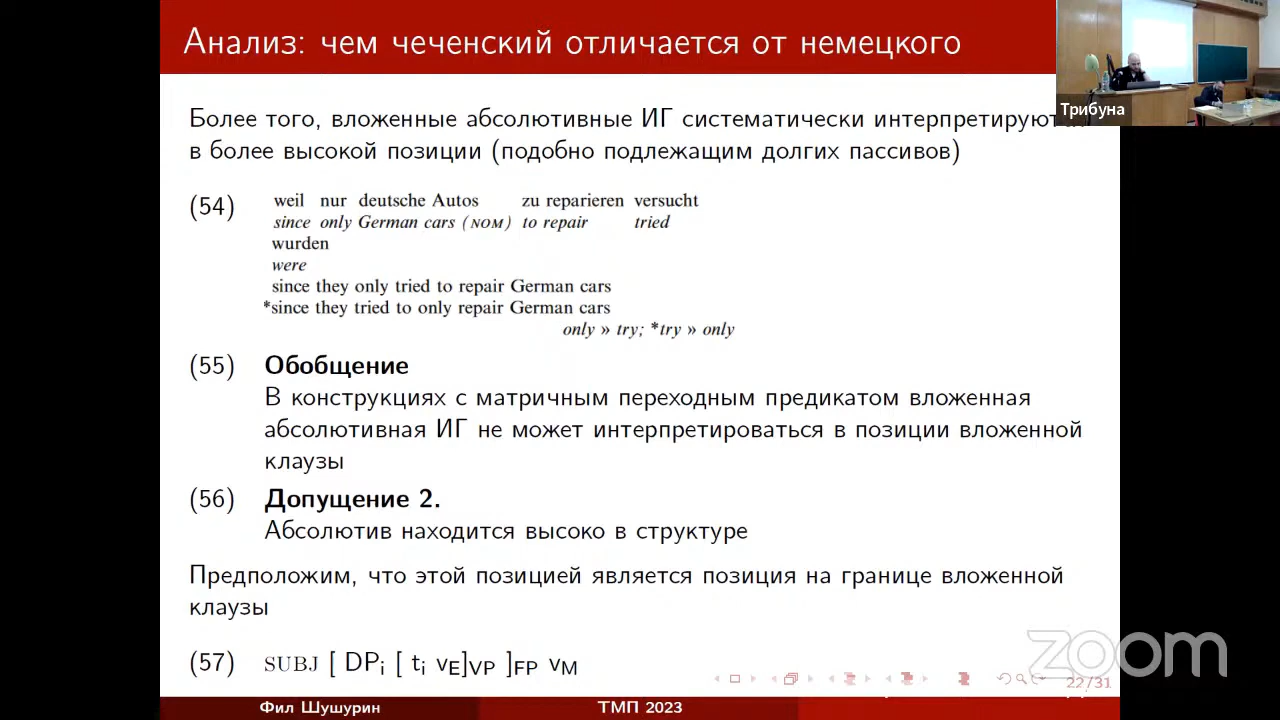 Анализ: чем чеченский отличается от немецкого
Трибуна
Более того, вложенные абсолютивные ИГ систематически интерпретируются
в более высокой позиции (подобно подлежащим долгих пассивов)
(54) weil nur deutsche Autos zu reparieren versucht
since only German cars (NOM) to repair tried
wurden
were
since they only tried to repair German cars
*since they tried to only repair German cars
only » try; *try » only
(55) Обобщение
В конструкциях с матричным переходным предикатом вложенная
абсолютивная ИГ не может интерпретироваться в позиции вложенной
клаузы
(56) Допущение 2.
Абсолютив находится высоко в структуре
Предположим, что этой позицией является позиция на границе вложенной
клаузы
(57) SUBJ [ DPi [ ti vE]VP ]FP vM
zoom
22/31
Фил Шушурин ТМП 2023